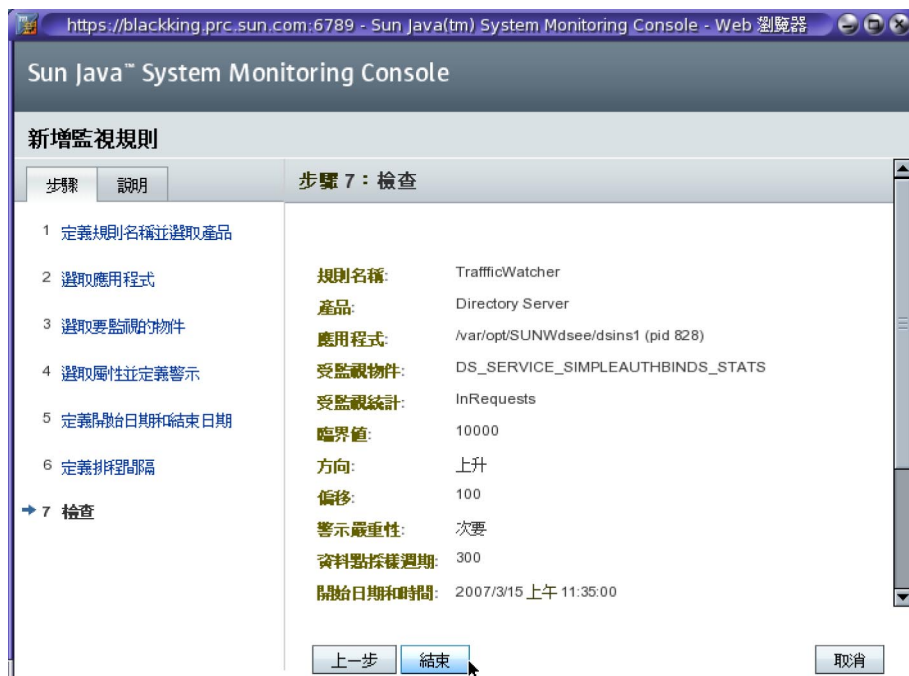 https://blackking.prc.sun.com:6789 - Sun Java(tm) System Monitoring Console - Web 瀏覽器
Sun Java™ System Monitoring Console
新增監視規則
步驟 說明
1 定義規則名稱並選取產品
2 選取應用程式
3 選取要監視的物件
4 選取屬性並定義警示
5 定義開始日期和結束日期
6 定義排程間隔
7 檢查
步驟 7：檢查
規則名稱: TraffficWatcher
產品: Directory Server
應用程式: /var/opt/SUNWdsee/dsins1 (pid 828)
受監視物件: DS_SERVICE_SIMPLEAUTHBINDS_STATS
受監視統計: InRequests
臨界值: 10000
方向: 上升
偏移: 100
警示嚴重性: 次要
資料點採樣週期: 300
開始日期和時間: 2007/3/15 上午 11:35:00
上一步 結束 取消